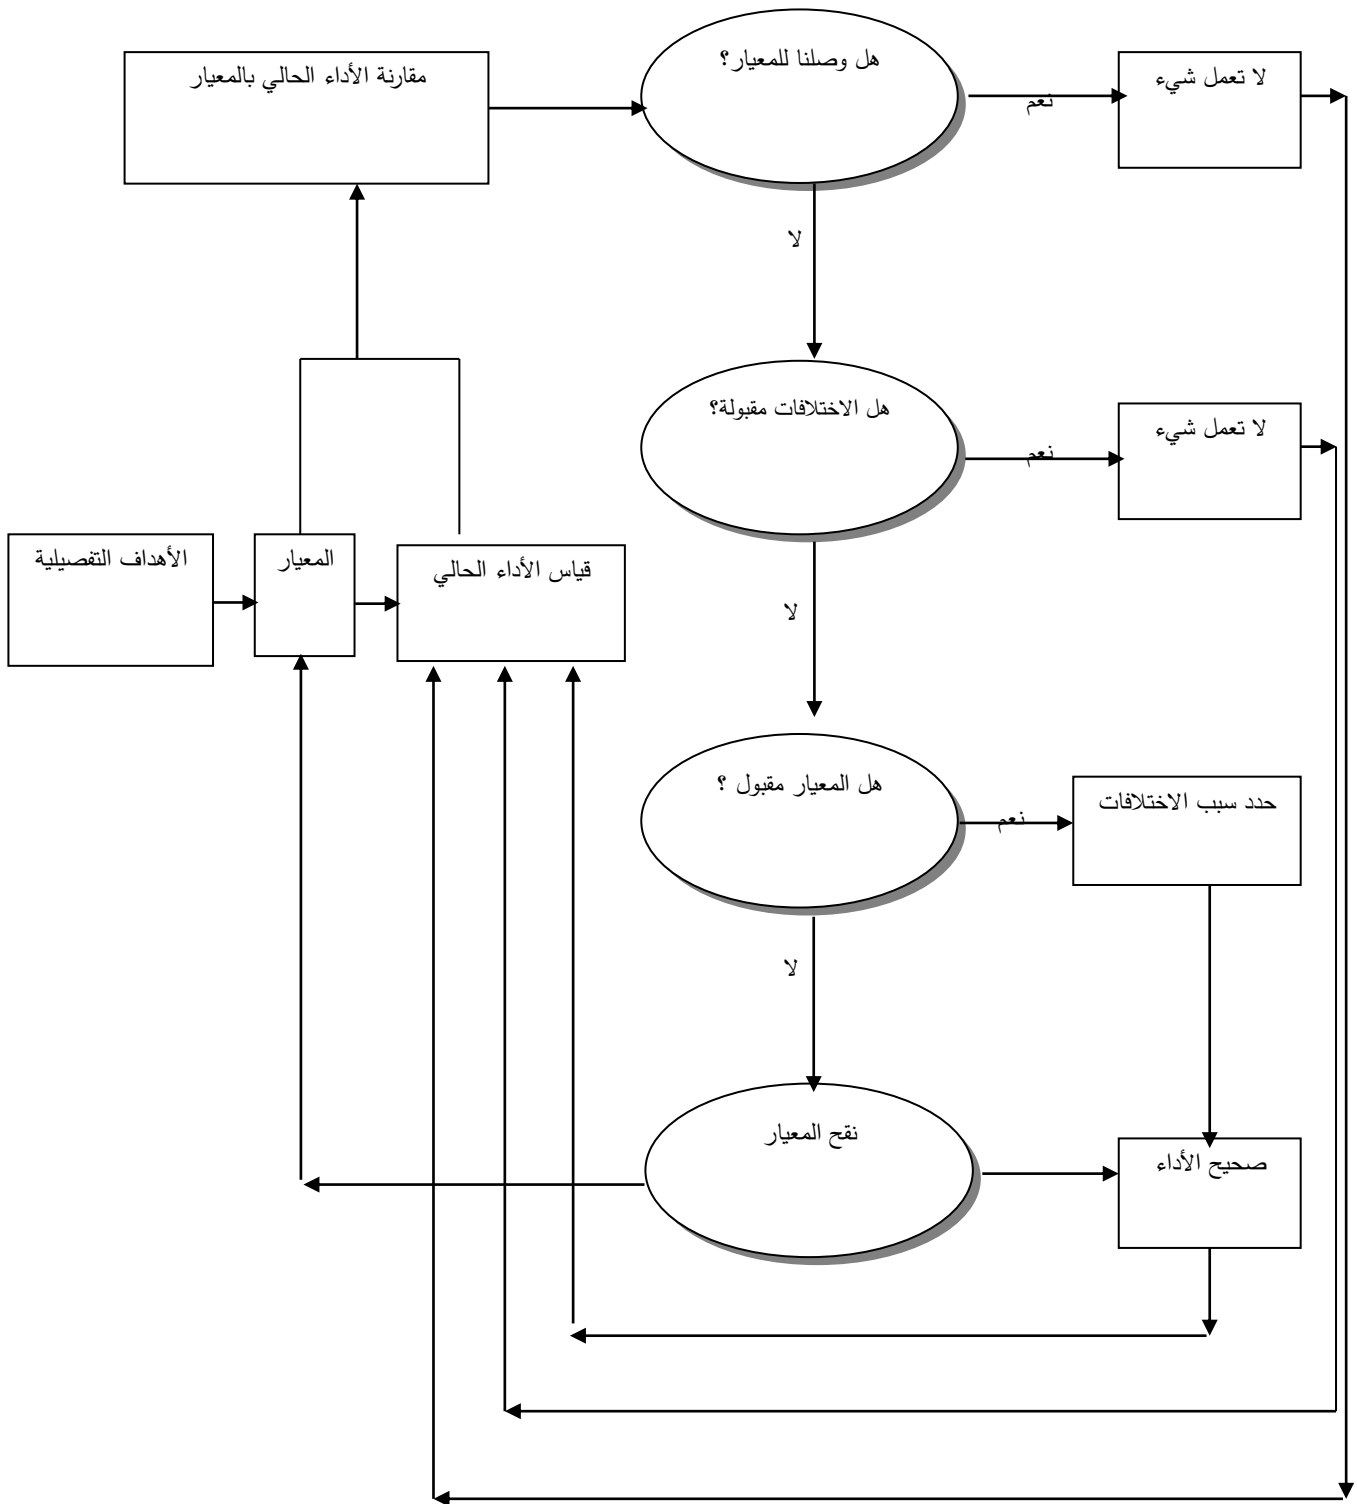 هل وصلنا للمعيار؟
مقارنة الأداء الحالي بالمعيار
لا تعمل شيء
نعم
لا
هل الاختلافات مقبولة؟
لا تعمل شيء
نعم
الأهداف التفصيلية
المعيار
قياس الأداء الحالي
لا
هل المعيار مقبول ؟
نعم
حدد سبب الاختلافات
لا
نقح المعيار
صحيح الأداء